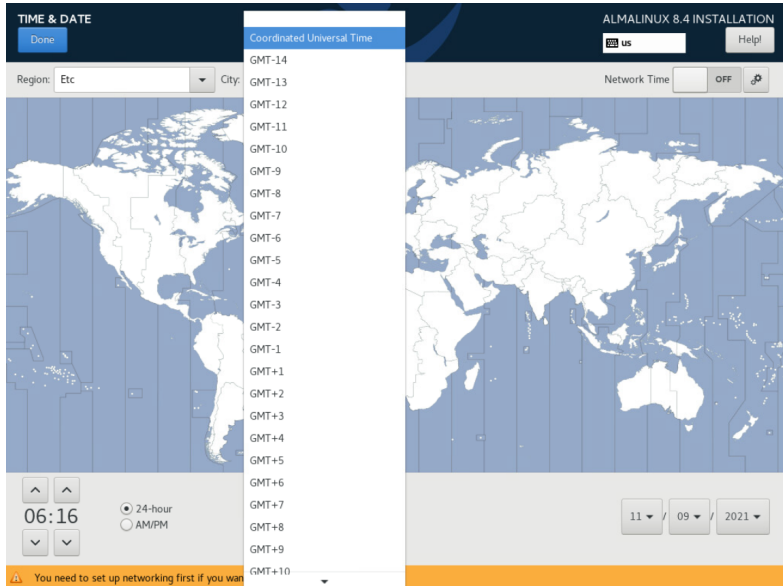 TIME & DATE
ALMALINUX 8.4 INSTALLATION
Done
us
Help!
Region:
Etc
City:
Network Time
OFF
Coordinated Universal Time
GMT-14
GMT-13
GMT-12
GMT-11
GMT-10
GMT-9
GMT-8
GMT-7
GMT-6
GMT-5
GMT-4
GMT-3
GMT-2
GMT-1
GMT+1
GMT+2
GMT+3
GMT+4
GMT+5
GMT+6
GMT+7
GMT+8
GMT+9
GMT+10
06:16
24-hour
AM/PM
11 / 09 / 2021
You need to set up networking first if you wan